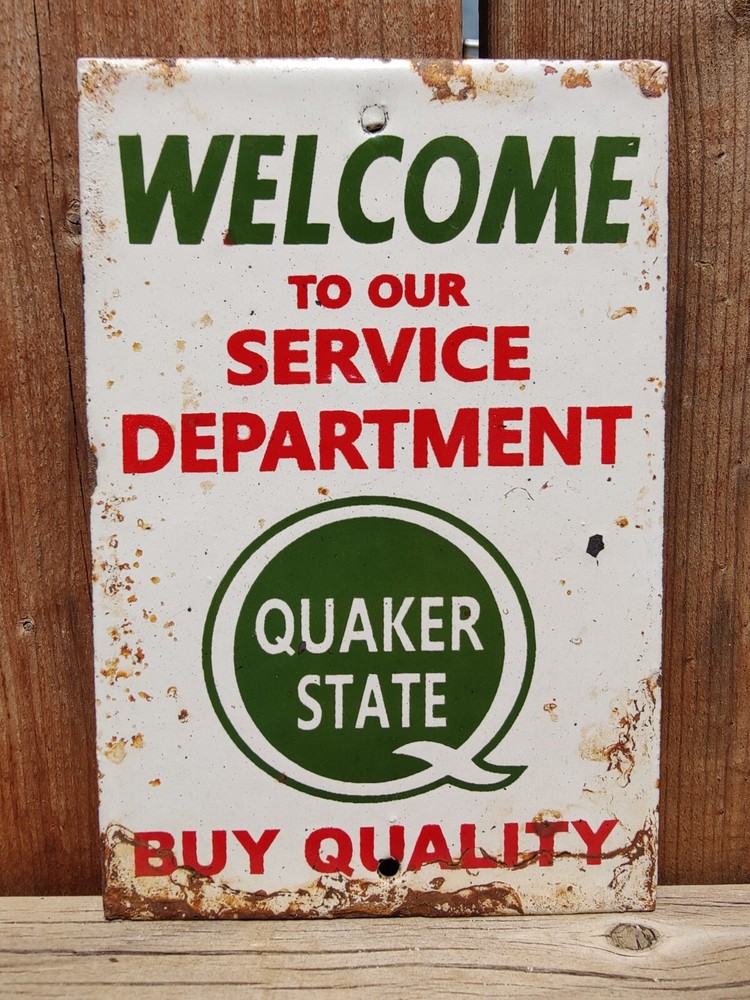 WELCOME
TO OUR
SERVICE
DEPARTMENT
QUAKER
STATE
BUY QUALITY